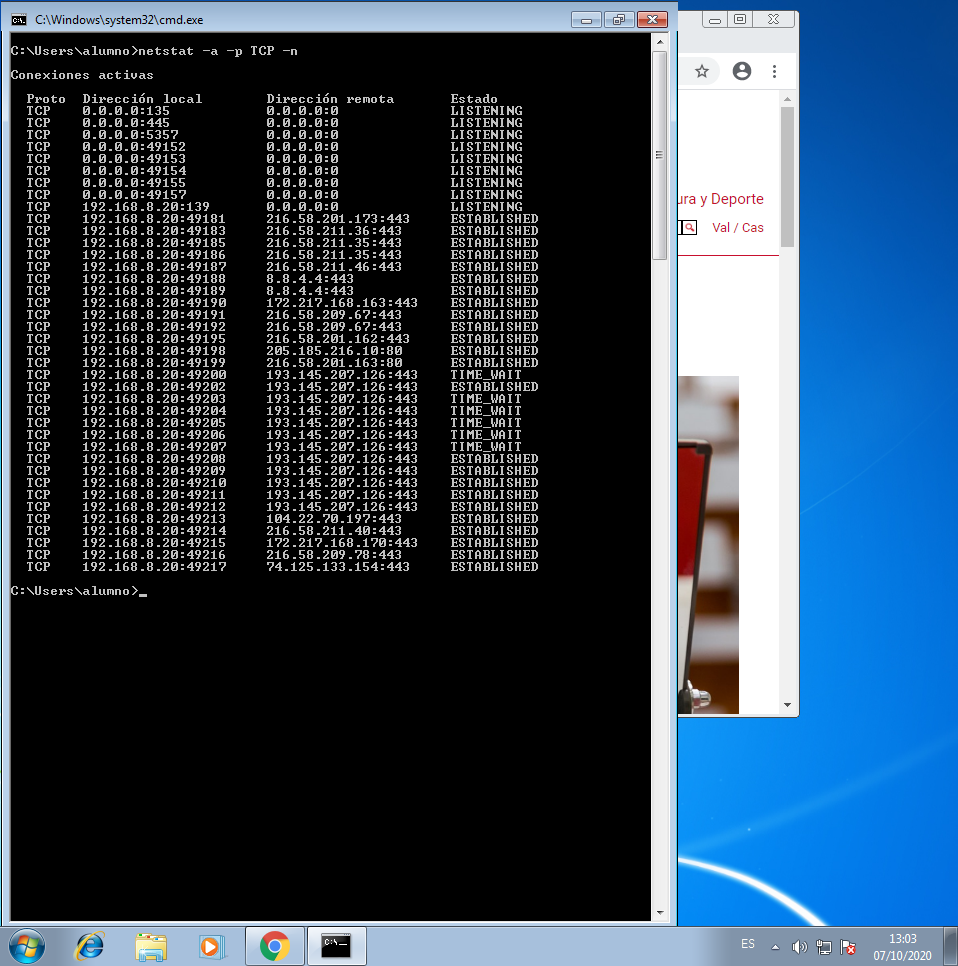 C:\Windows\system32\cmd.exe
C:\Users\alumno>netstat -a -p TCP -n
Conexiones activas
Proto Dirección local Dirección remota Estado
TCP 0.0.0.0:135 0.0.0.0:0 LISTENING
TCP 0.0.0.0:445 0.0.0.0:0 LISTENING
TCP 0.0.0.0:5357 0.0.0.0:0 LISTENING
TCP 0.0.0.0:49152 0.0.0.0:0 LISTENING
TCP 0.0.0.0:49153 0.0.0.0:0 LISTENING
TCP 0.0.0.0:49154 0.0.0.0:0 LISTENING
TCP 0.0.0.0:49155 0.0.0.0:0 LISTENING
TCP 0.0.0.0:49157 0.0.0.0:0 LISTENING
TCP 192.168.8.20:139 0.0.0.0:0 LISTENING
TCP 192.168.8.20:49181 216.58.201.173:443 ESTABLISHED
TCP 192.168.8.20:49183 216.58.211.36:443 ESTABLISHED
TCP 192.168.8.20:49185 216.58.211.35:443 ESTABLISHED
TCP 192.168.8.20:49186 216.58.211.35:443 ESTABLISHED
TCP 192.168.8.20:49187 216.58.211.46:443 ESTABLISHED
TCP 192.168.8.20:49188 8.8.4.4:443 ESTABLISHED
TCP 192.168.8.20:49189 8.8.4.4:443 ESTABLISHED
TCP 192.168.8.20:49190 172.217.168.163:443 ESTABLISHED
TCP 192.168.8.20:49191 216.58.209.67:443 ESTABLISHED
TCP 192.168.8.20:49192 216.58.209.67:443 ESTABLISHED
TCP 192.168.8.20:49195 216.58.201.162:443 ESTABLISHED
TCP 192.168.8.20:49198 205.185.216.10:80 ESTABLISHED
TCP 192.168.8.20:49199 216.58.201.163:80 ESTABLISHED
TCP 192.168.8.20:49200 193.145.207.126:443 TIME_WAIT
TCP 192.168.8.20:49202 193.145.207.126:443 ESTABLISHED
TCP 192.168.8.20:49203 193.145.207.126:443 TIME_WAIT
TCP 192.168.8.20:49204 193.145.207.126:443 TIME_WAIT
TCP 192.168.8.20:49205 193.145.207.126:443 TIME_WAIT
TCP 192.168.8.20:49206 193.145.207.126:443 TIME_WAIT
TCP 192.168.8.20:49207 193.145.207.126:443 TIME_WAIT
TCP 192.168.8.20:49208 193.145.207.126:443 ESTABLISHED
TCP 192.168.8.20:49209 193.145.207.126:443 ESTABLISHED
TCP 192.168.8.20:49210 193.145.207.126:443 ESTABLISHED
TCP 192.168.8.20:49211 193.145.207.126:443 ESTABLISHED
TCP 192.168.8.20:49212 193.145.207.126:443 ESTABLISHED
TCP 192.168.8.20:49213 104.22.70.197:443 ESTABLISHED
TCP 192.168.8.20:49214 216.58.211.40:443 ESTABLISHED
TCP 192.168.8.20:49215 172.217.168.170:443 ESTABLISHED
TCP 192.168.8.20:49216 216.58.209.78:443 ESTABLISHED
TCP 192.168.8.20:49217 74.125.133.154:443 ESTABLISHED
C:\Users\alumno>_
ura y Deporte
Val / Cas
C:\_
ES
13:03
07/10/2020